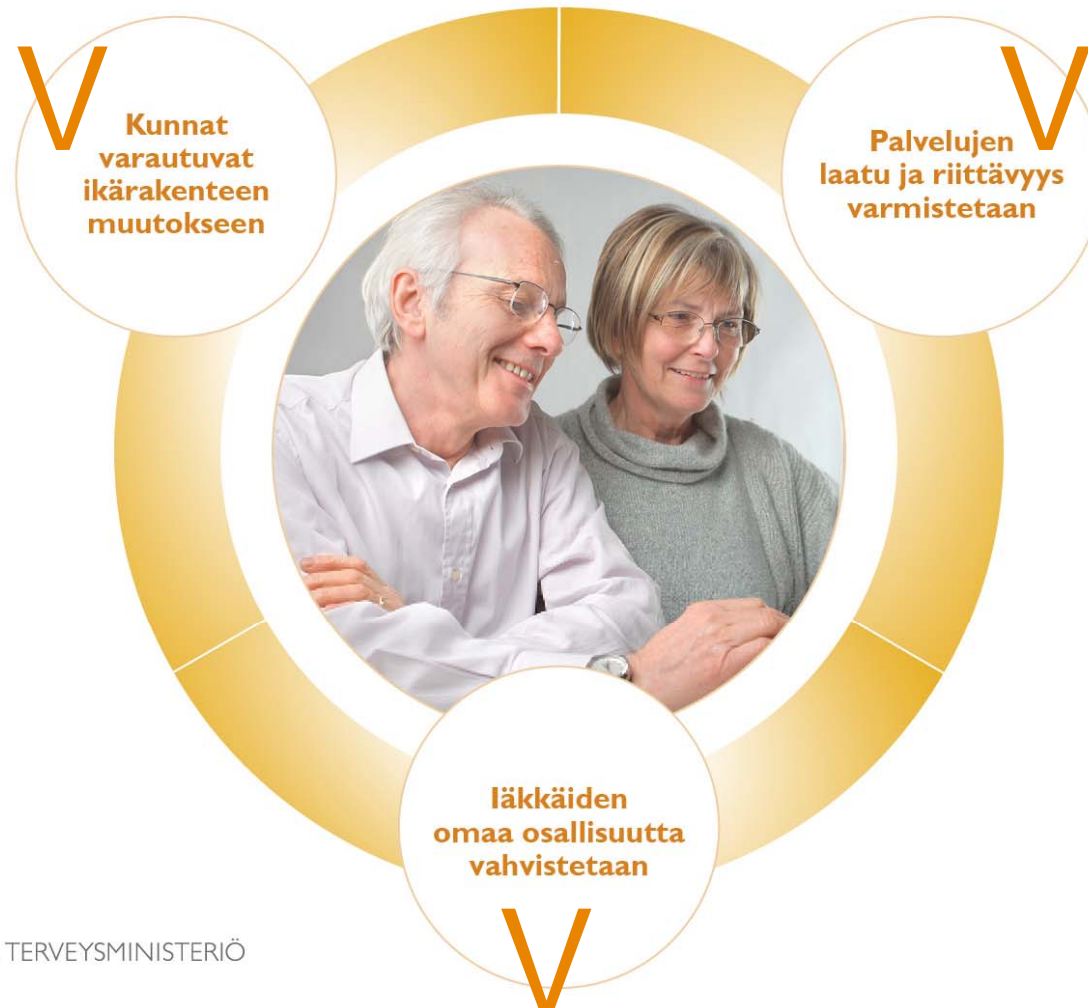 V
Kunnat
varautuvat
ikärakenteen
muutokseen
V
Palvelujen
laatu ja riittävyys
varmistetaan
Iäkkäiden
omaa osallisuutta
vahvistetaan
V
TERVEYSMINISTERIÖ